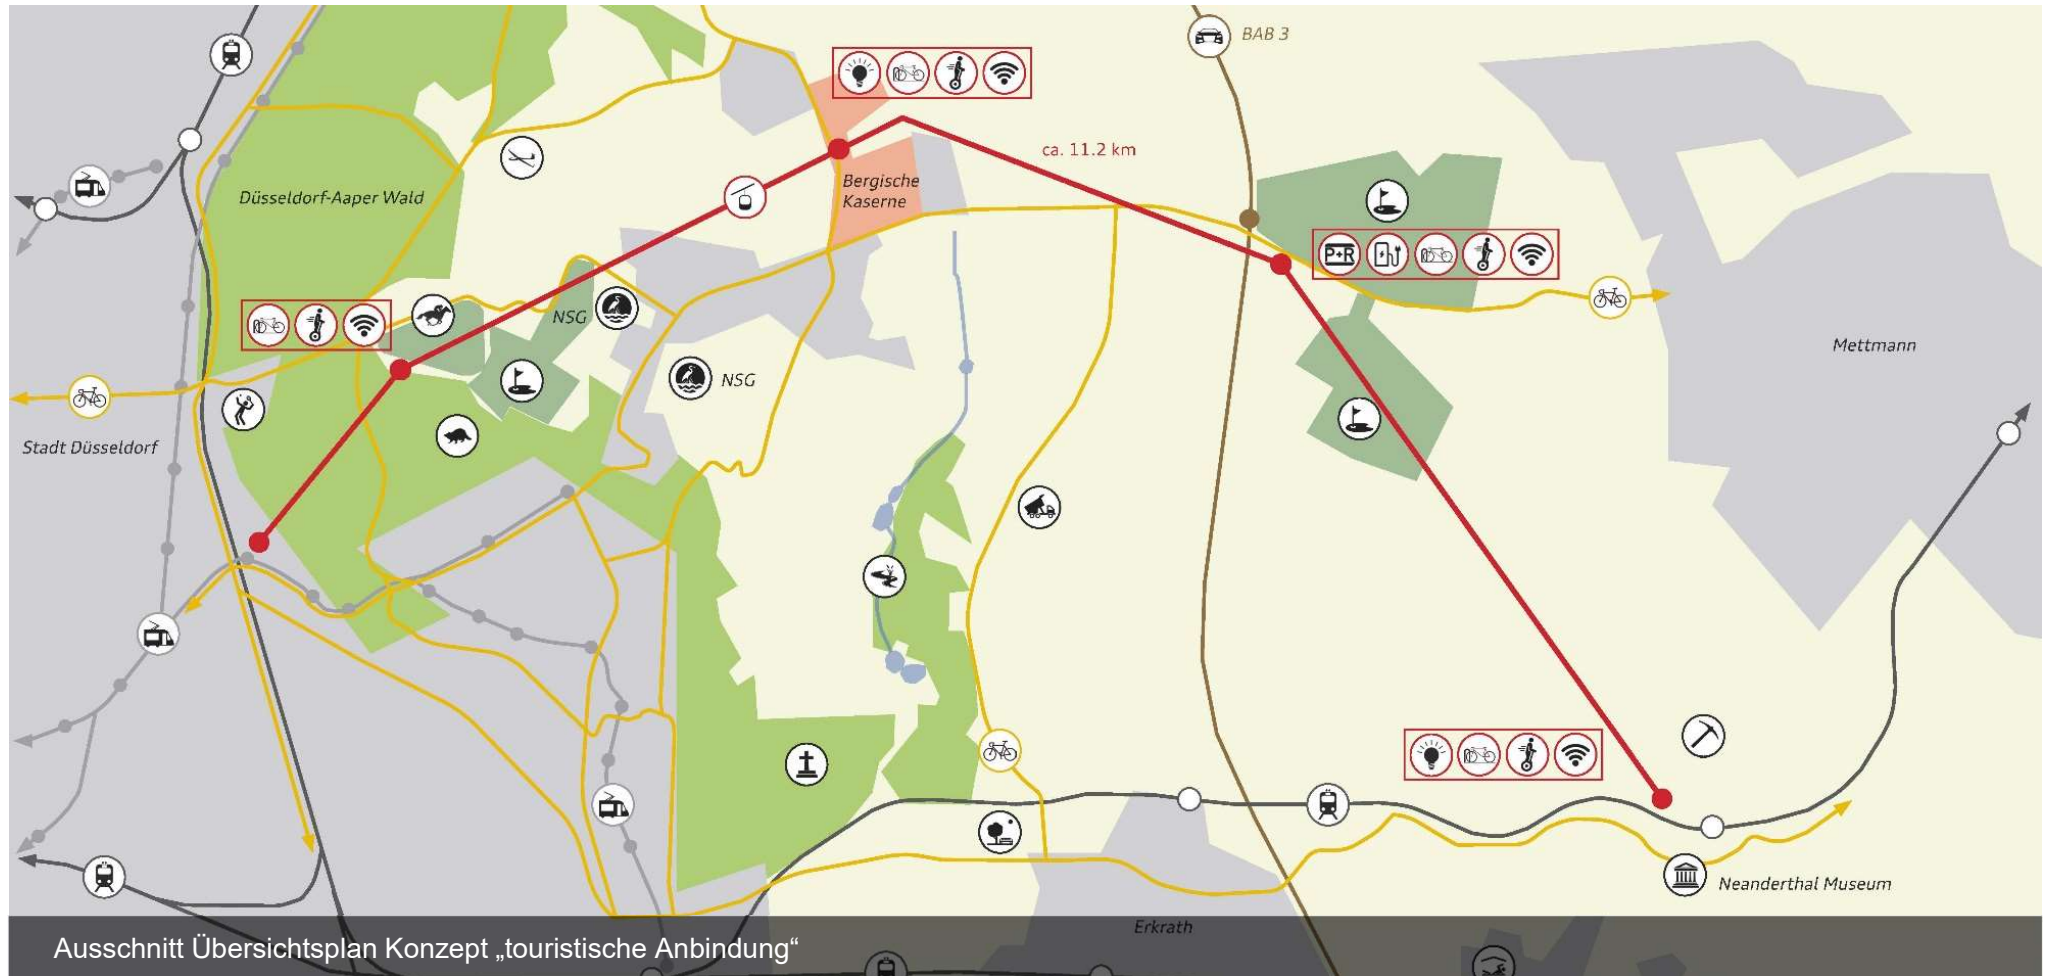 BAB 3
ca. 11.2 km
Düsseldorf-Aaper Wald
Bergische
Kaserne
P+R
NSG
NSG
Mettmann
Stadt Düsseldorf
Neanderthal Museum
Erkrath
Ausschnitt Übersichtsplan Konzept „touristische Anbindung“